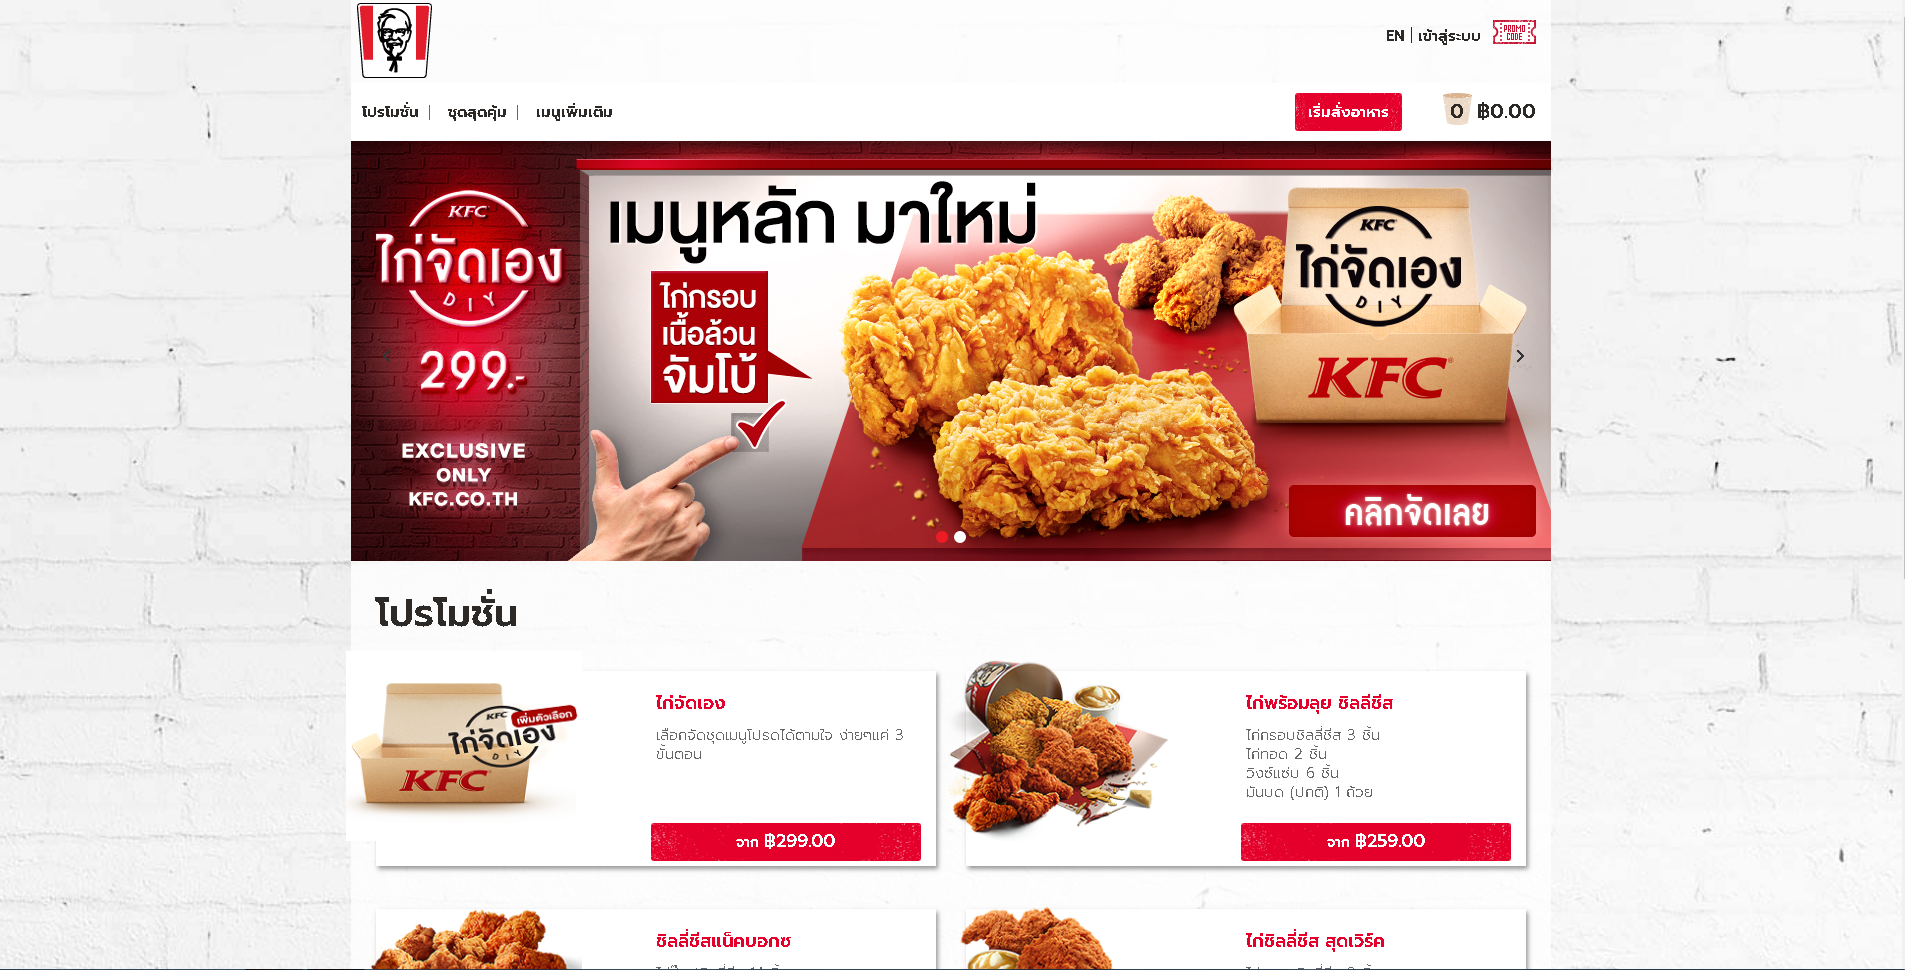 EN | เข้าสู่ระบบ
PROMO
CODE
โปรโมชั่น | ชุดสุดคุ้ม | เมนูเพิ่มเติม
เริ่มสั่งอาหาร
0 ฿0.00
KFC
ไก่จัดเอง
DIY
299.-
EXCLUSIVE
ONLY
KFC.CO.TH
เมนูหลัก มาใหม่
ไก่กรอบ
เนื้อล้วน
จัมโบ้
KFC
ไก่จัดเอง
DIY
KFC
คลิกจัดเลย
โปรโมชั่น
KFC
เพิ่มตัวเลือก
ไก่จัดเอง
DIY
KFC
ไก่จัดเอง
เลือกจัดชุดเมนูโปรดได้ตามใจ ง่ายๆแค่ 3
ขั้นตอน
จาก ฿299.00
ไก่พร้อมลุย ชิลลี่ชีส
ไก่กรอบชิลลี่ชีส 3 ชิ้น
ไก่ทอด 2 ชิ้น
วิงซ์แซ่บ 6 ชิ้น
มันบด (ปกติ) 1 ถ้วย
จาก ฿259.00
ชิลลี่ชีสแน็คบอกซ
ไก่ชิลลี่ชีส สุดเวิร์ค